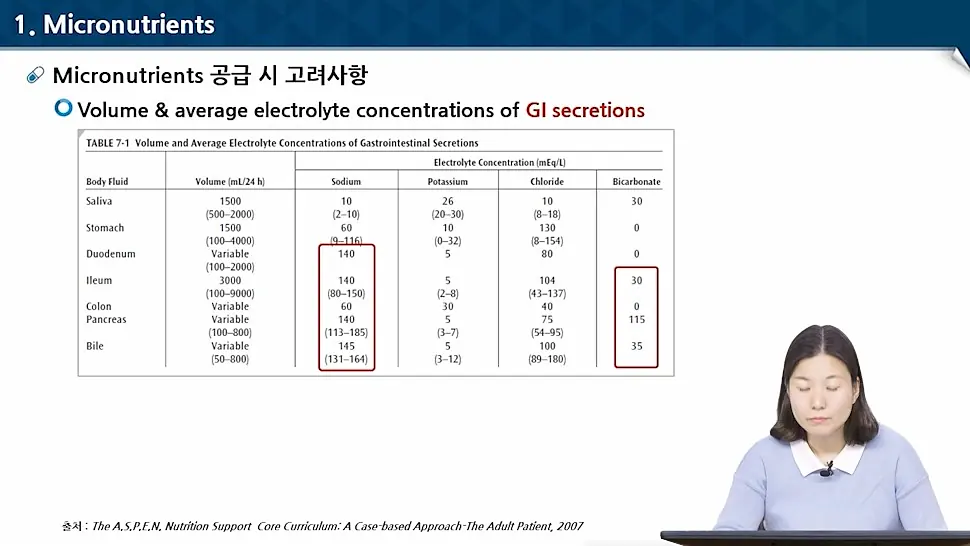 1. Micronutrients
Micronutrients 공급 시 고려사항
Volume & average electrolyte concentrations of GI secretions
TABLE 7-1 Volume and Average Electrolyte Concentrations of Gastrointestinal Secretions
Electrolyte Concentration (mEq/L)
Body Fluid Volume (mL/24 h) Sodium Potassium Chloride Bicarbonate
Saliva 1500 10 26 10 30
(500–2000) (2–10) (20–30) (8–18)
Stomach 1500 60 10 130 0
(100–4000) (9–116) (0–32) (8–154)
Duodenum Variable 140 5 80 0
(100–2000)
Ileum 3000 140 5 104 30
(100–9000) (80–150) (2–8) (43–137)
Colon Variable 60 30 40 0
Pancreas Variable 140 5 75 115
(100–800) (113–185) (3–7) (54–95)
Bile Variable 145 5 100 35
(50–800) (131–164) (3–12) (89–180)
출처 : The A.S.P.E.N, Nutrition Support Core Curriculum: A Case-based Approach-The Adult Patient, 2007